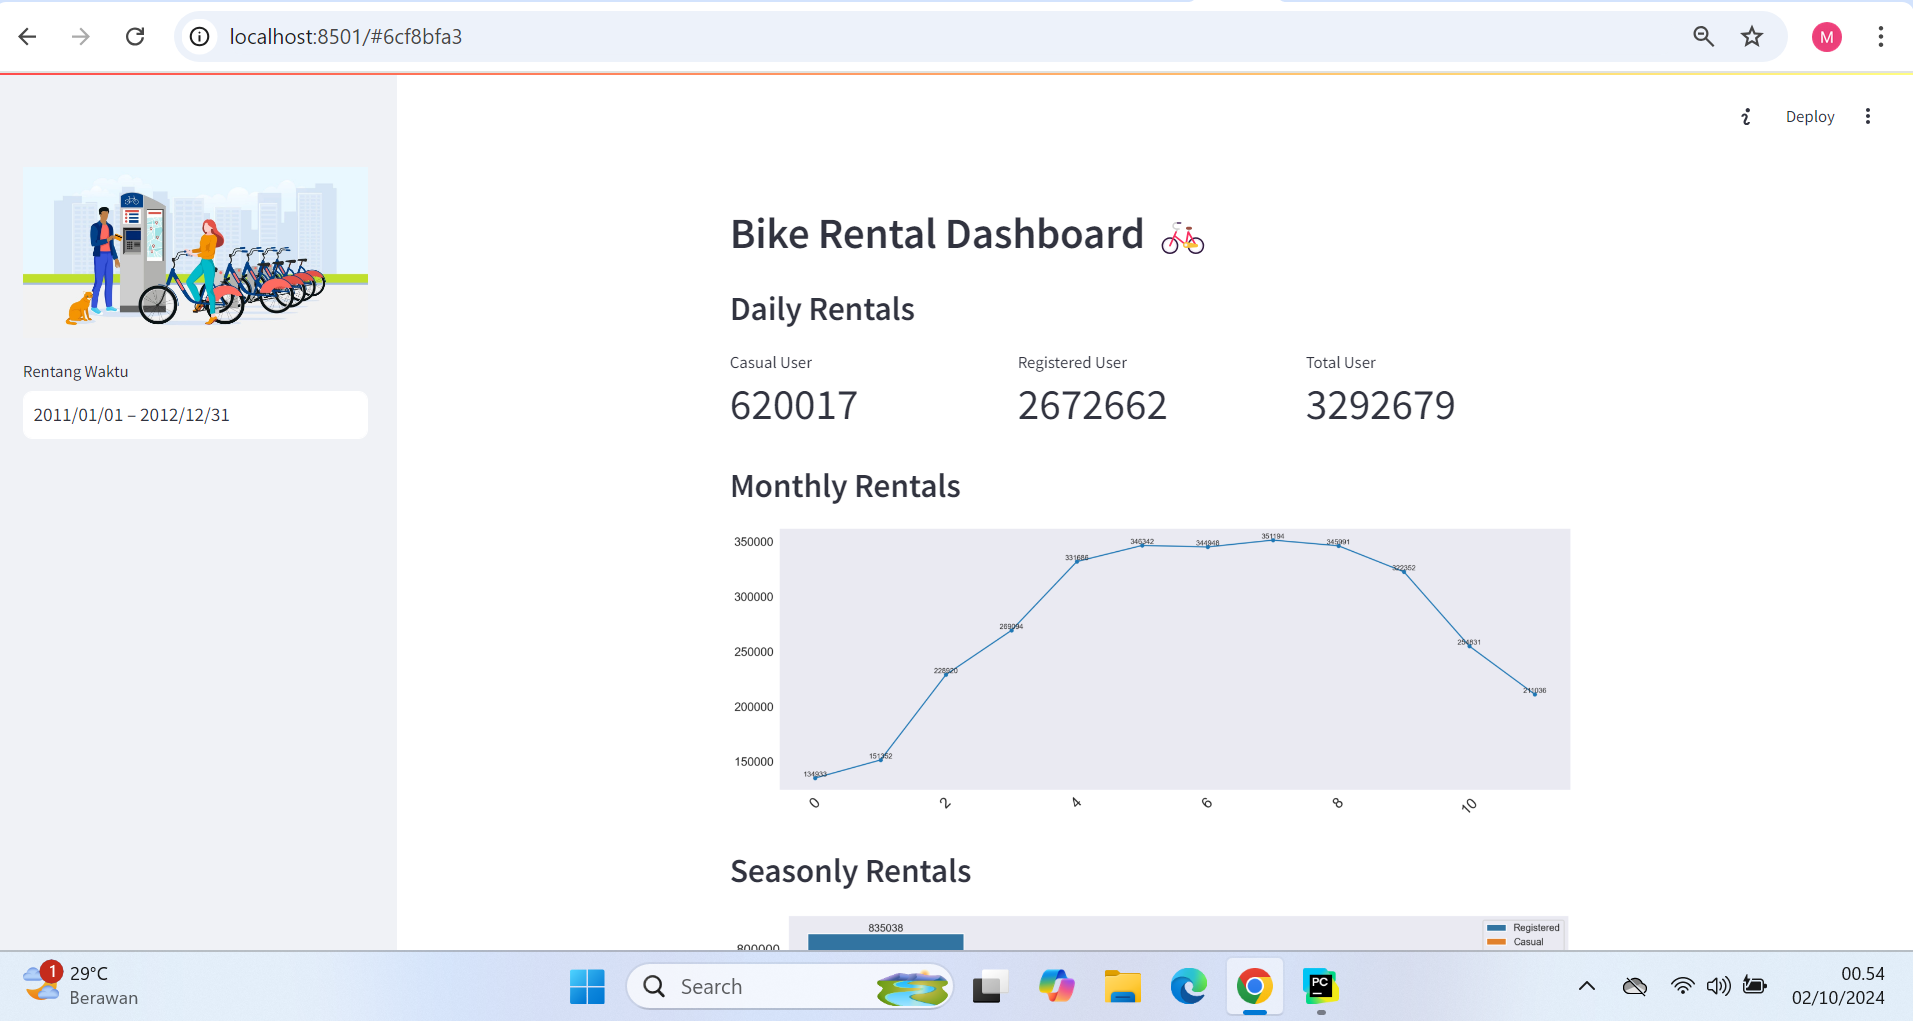 localhost:8501/#6cf8bfa3
M
Deploy
Rentang Waktu
2011/01/01 – 2012/12/31
Bike Rental Dashboard
Daily Rentals
Casual User
Registered User
Total User
620017
2672662
3292679
Monthly Rentals
350000
300000
250000
200000
150000
134933
151352
228920
269094
331686
346342
344948
351194
345991
322352
254831
211036
0
2
4
6
8
10
Seasonly Rentals
800000
835038
Registered
Casual
1
29°C
Berawan
Search
PC
00.54
02/10/2024